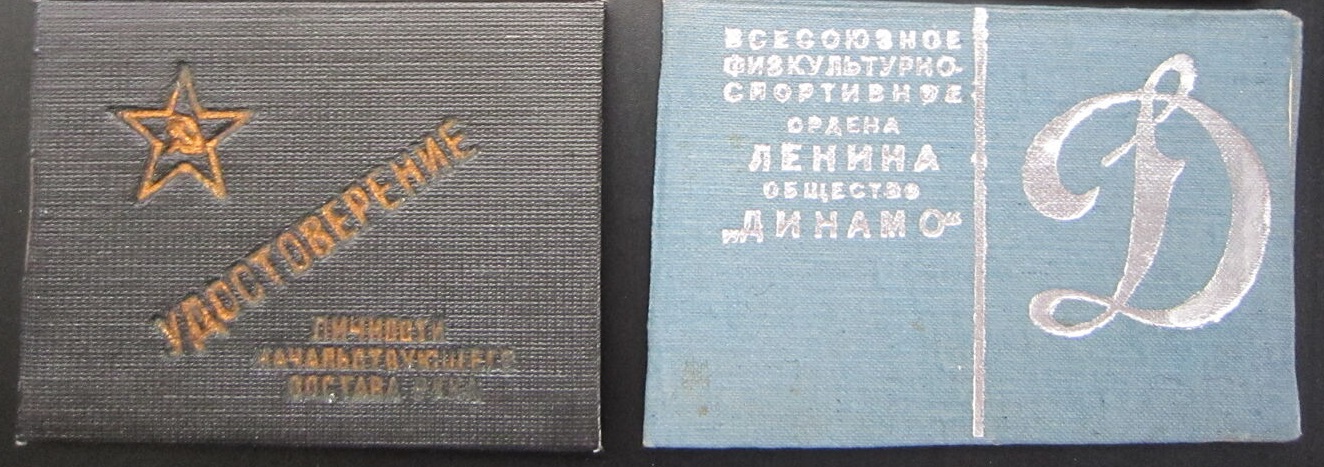 УДОСТОВЕРЕНИЕ
ЛИЧНОСТИ
НАЧАЛЬСТВУЮЩЕГО
СОСТАВА РККА
ВСЕСОЮЗНОЕ
ФИЗКУЛЬТУРНО-
СПОРТИВНОЕ
ОРДЕНА
ЛЕНИНА
ОБЩЕСТВО
„ДИНАМО“
Д